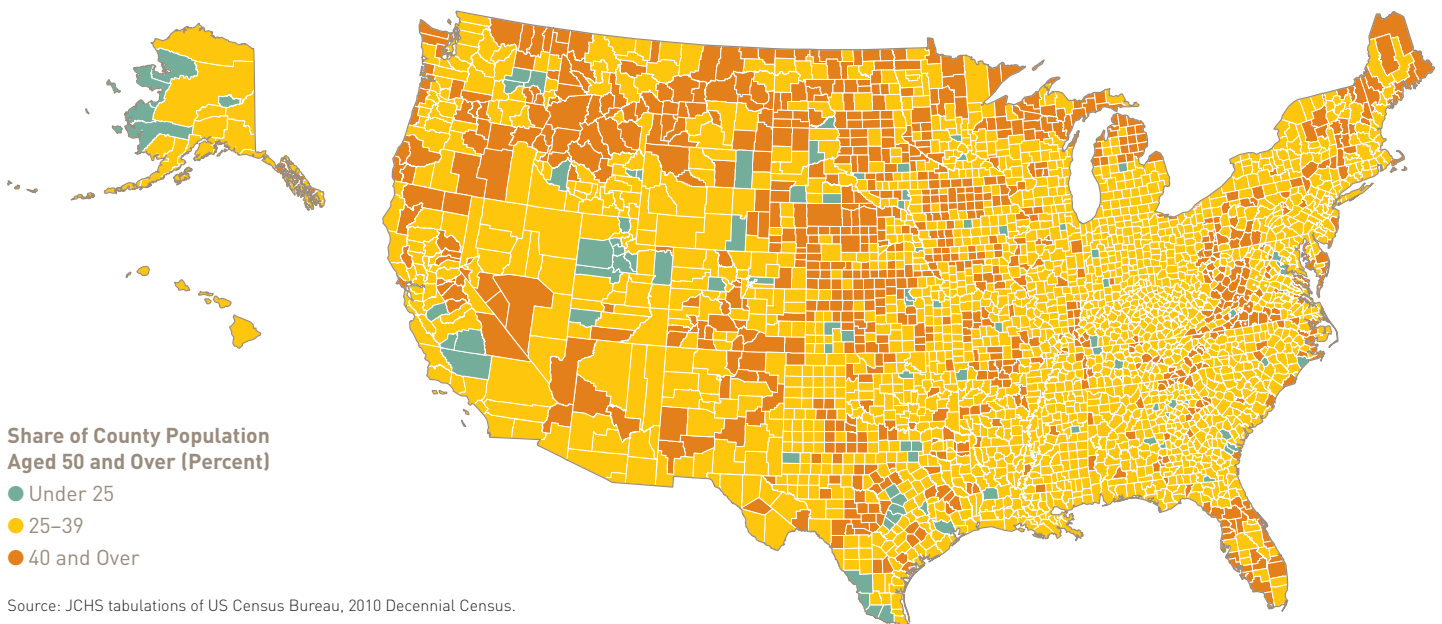 Share of County Population
Aged 50 and Over (Percent)
Under 25
25–39
40 and Over
Source: JCHS tabulations of US Census Bureau, 2010 Decennial Census.